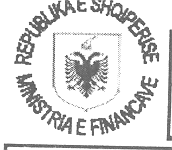 REPUBLIKA E SHQIPERISE
MINISTRIA E FINANCAVE